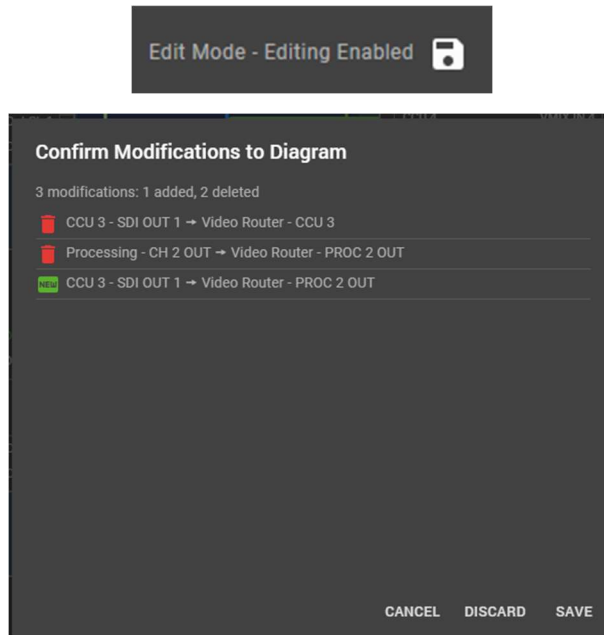 Edit Mode - Editing Enabled
Confirm Modifications to Diagram
3 modifications: 1 added, 2 deleted
CCU 3 - SDI OUT 1 → Video Router - CCU 3
Processing - CH 2 OUT → Video Router - PROC 2 OUT
NEW CCU 3 - SDI OUT 1 → Video Router - PROC 2 OUT
CANCEL DISCARD SAVE